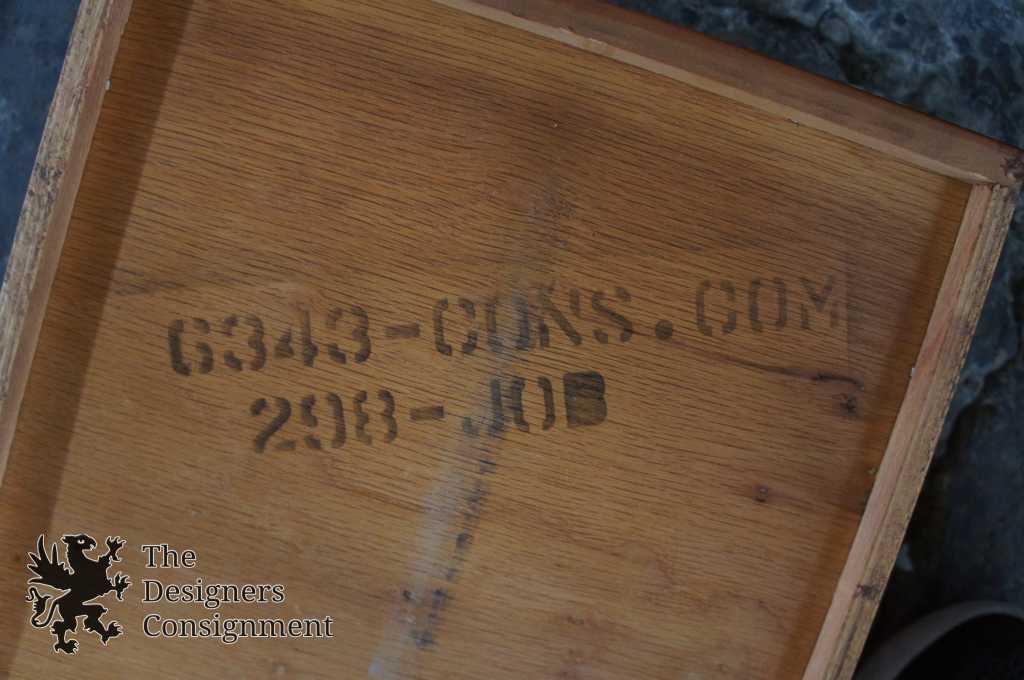 6343-CONS.COM
298-JOB
The
Designers
Consignment